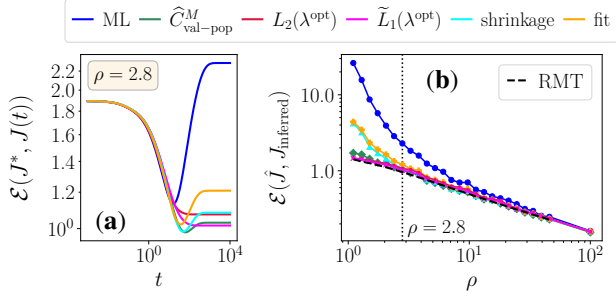 ML Ĉ^M_val−pop L₂(λ^opt) L̃₁(λ^opt) shrinkage fit
2.2
2.0
1.8
1.6
1.4
1.2
10⁰
ρ = 2.8
(a)
ℰ(J*, J(t))
10⁰ 10⁴
t
10.0
1.0
(b)
RMT
ρ = 2.8
ℰ(Ĵ, J_inferred)
10⁰ 10¹ 10²
ρ